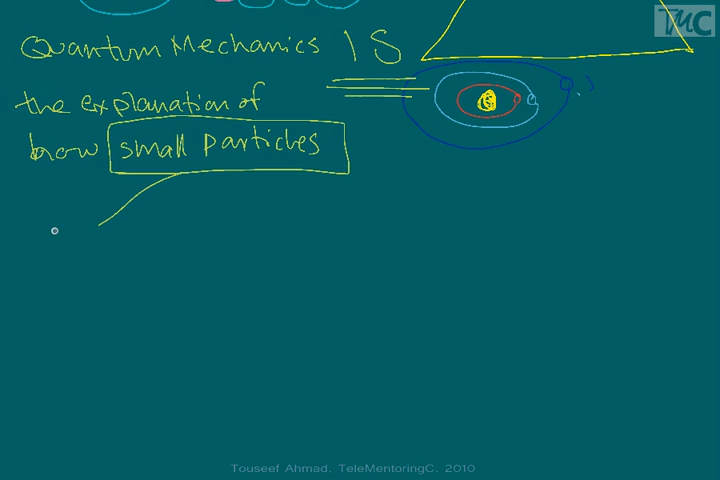 TMC
Quantum Mechanics IS
the explanation of
how small particles
Touseef Ahmad, TeleMentoringC, 2010